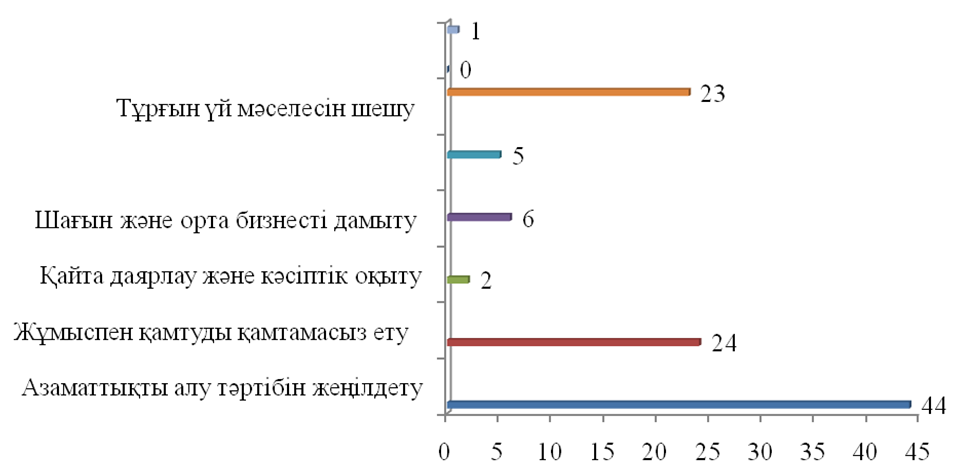 1
0
Тұрғын үй мәселесін шешу 23
5
Шағын және орта бизнесті дамыту 6
Қайта даярлау және кәсіптік оқыту 2
Жұмыспен қамтуды қамтамасыз ету 24
Азаматтықты алу тәртібін жеңілдету 44
0 5 10 15 20 25 30 35 40 45